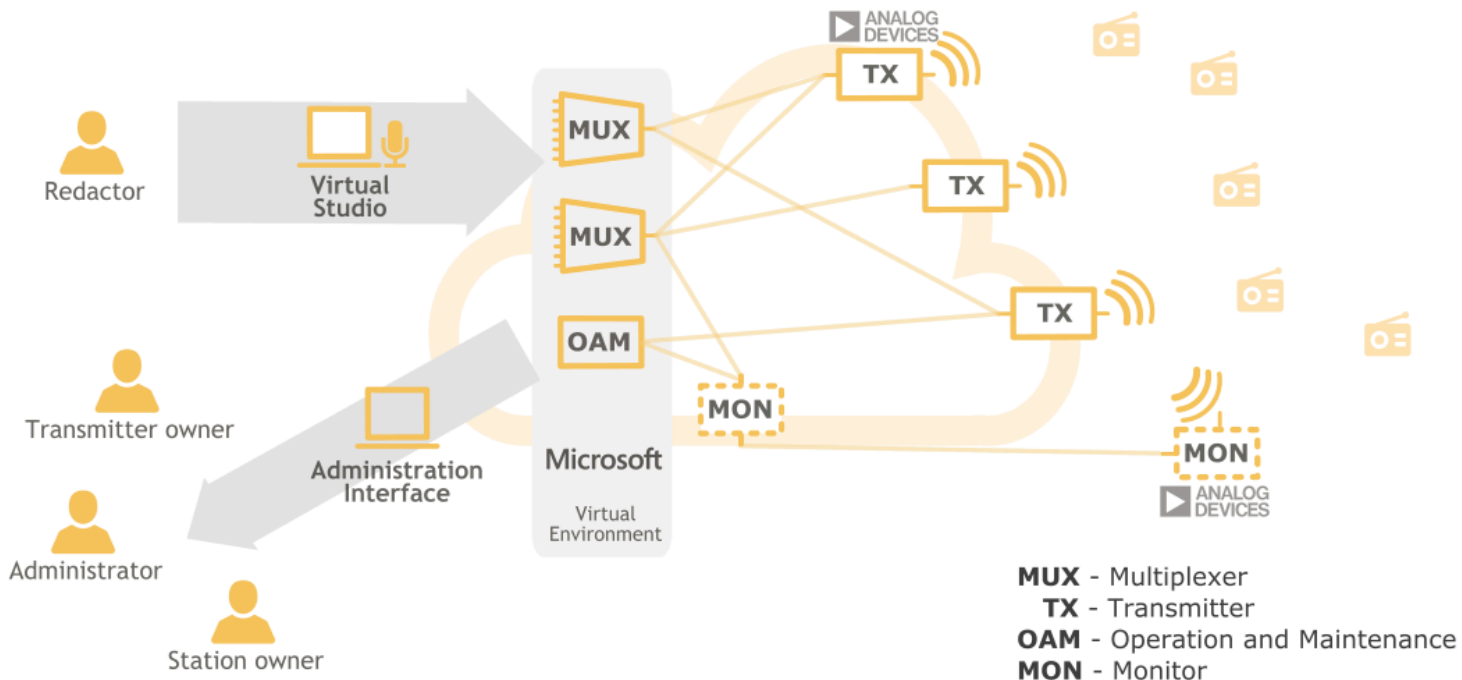 ANALOG
DEVICES
TX
MUX
Redactor
Virtual
Studio
TX
MUX
TX
OAM
MON
Transmitter owner
Administration
Interface
Microsoft
MON
ANALOG
DEVICES
Virtual
Environment
Administrator
Station owner
MUX - Multiplexer
TX - Transmitter
OAM - Operation and Maintenance
MON - Monitor